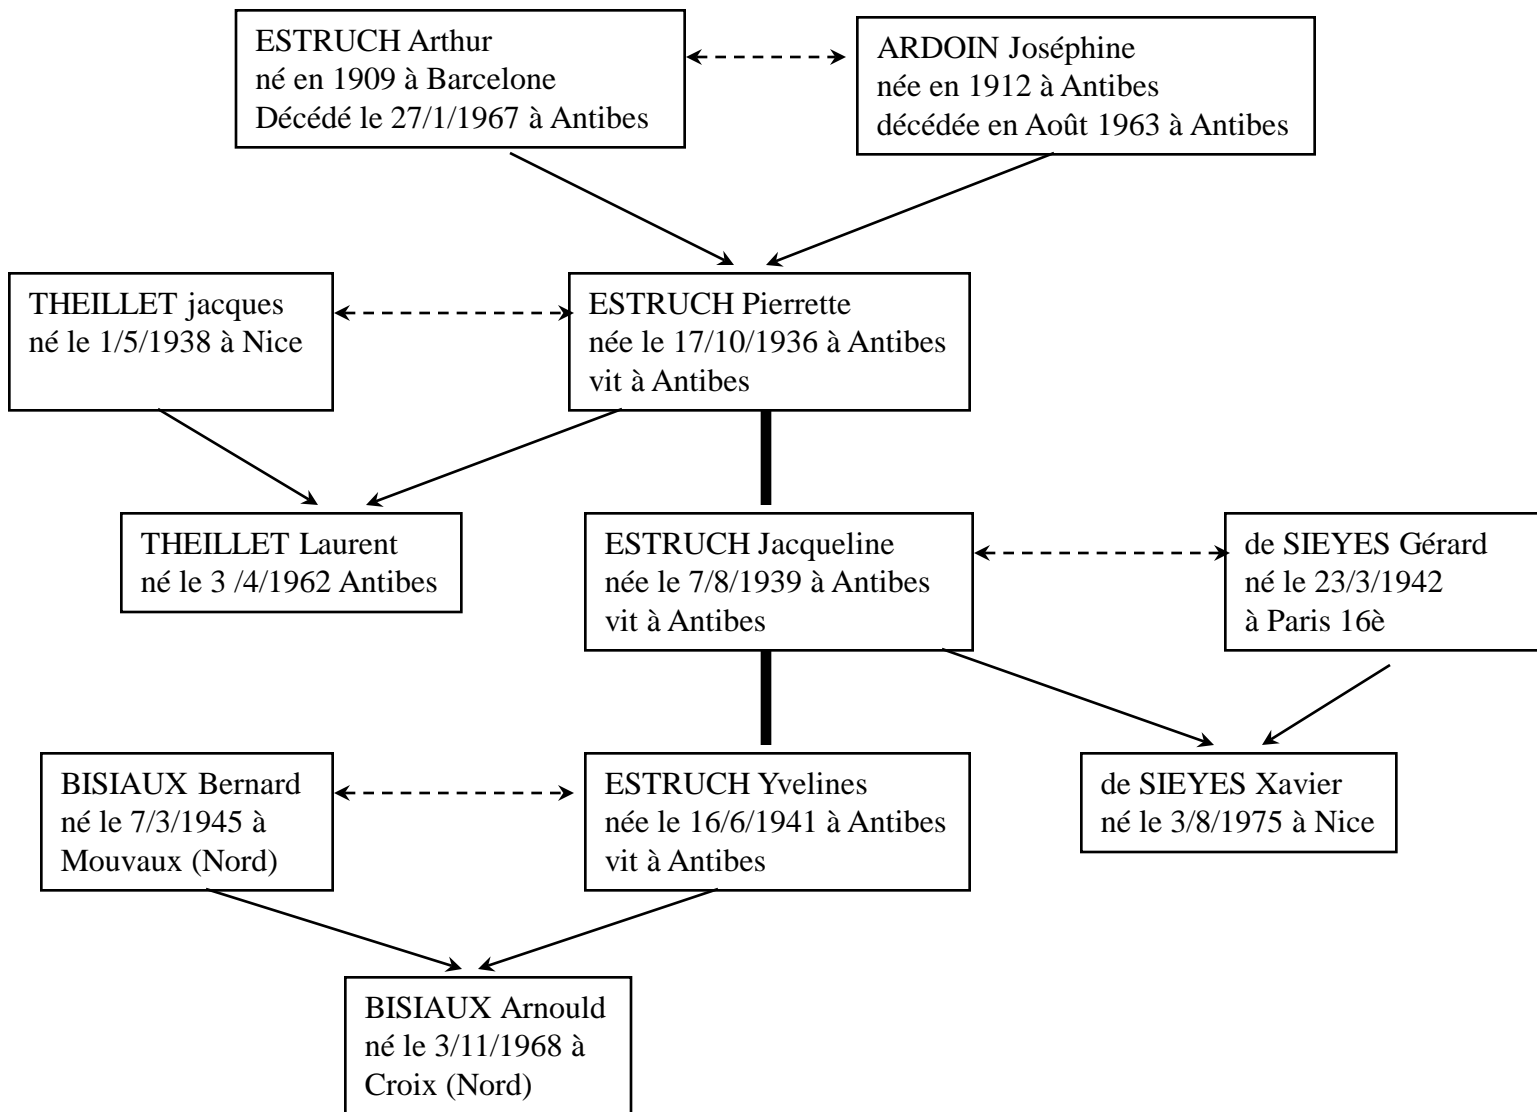 ESTRUCH Arthur
né en 1909 à Barcelone
Décédé le 27/1/1967 à Antibes
ARDOIN Joséphine
née en 1912 à Antibes
décédée en Août 1963 à Antibes
THEILLET jacques
né le 1/5/1938 à Nice
ESTRUCH Pierrette
née le 17/10/1936 à Antibes
vit à Antibes
THEILLET Laurent
né le 3 /4/1962 Antibes
ESTRUCH Jacqueline
née le 7/8/1939 à Antibes
vit à Antibes
de SIEYES Gérard
né le 23/3/1942
à Paris 16è
BISIAUX Bernard
né le 7/3/1945 à
Mouvaux (Nord)
ESTRUCH Yvelines
née le 16/6/1941 à Antibes
vit à Antibes
de SIEYES Xavier
né le 3/8/1975 à Nice
BISIAUX Arnould
né le 3/11/1968 à
Croix (Nord)